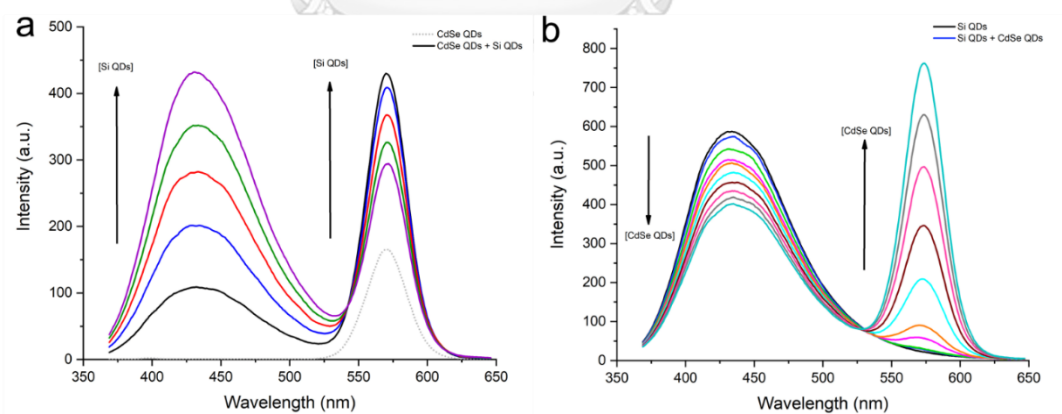 a
500
400
300
200
100
0
350
400
450
500
550
600
650
Intensity (a.u.)
Wavelength (nm)
[Si QDs]
[Si QDs]
CdSe QDs
CdSe QDs + Si QDs
b
800
700
600
500
400
300
200
100
0
350
400
450
500
550
600
650
Intensity (a.u.)
Wavelength (nm)
[CdSe QDs]
[CdSe QDs]
Si QDs
Si QDs + CdSe QDs